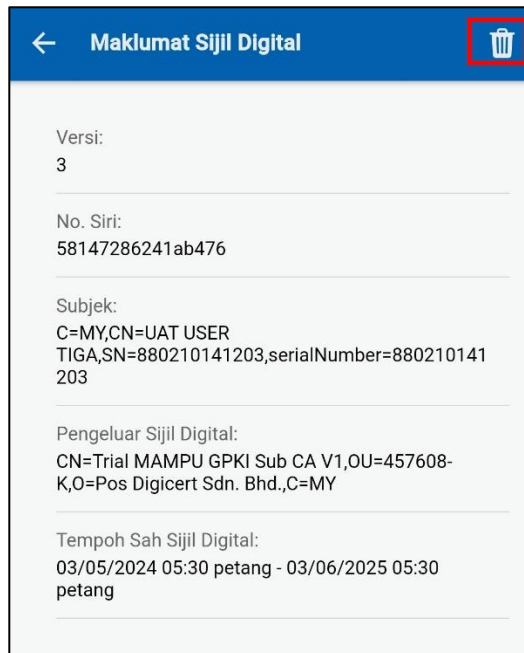 Maklumat Sijil Digital
Versi:
3
No. Siri:
58147286241ab476
Subjek:
C=MY,CN=UAT USER
TIGA,SN=880210141203,serialNumber=880210141
203
Pengeluar Sijil Digital:
CN=Trial MAMPU GPKI Sub CA V1,OU=457608-
K,O=Pos Digicert Sdn. Bhd.,C=MY
Tempoh Sah Sijil Digital:
03/05/2024 05:30 petang - 03/06/2025 05:30
petang